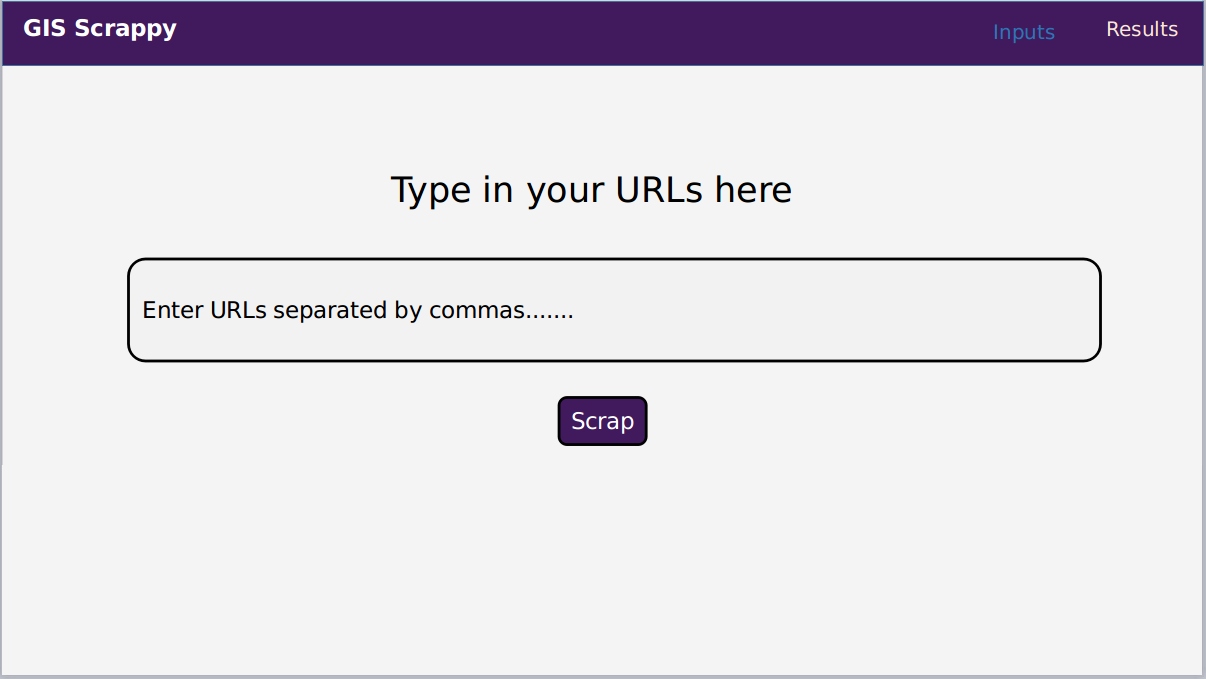 GIS Scrappy
Inputs
Results
Type in your URLs here
Enter URLs separated by commas.......
Scrap